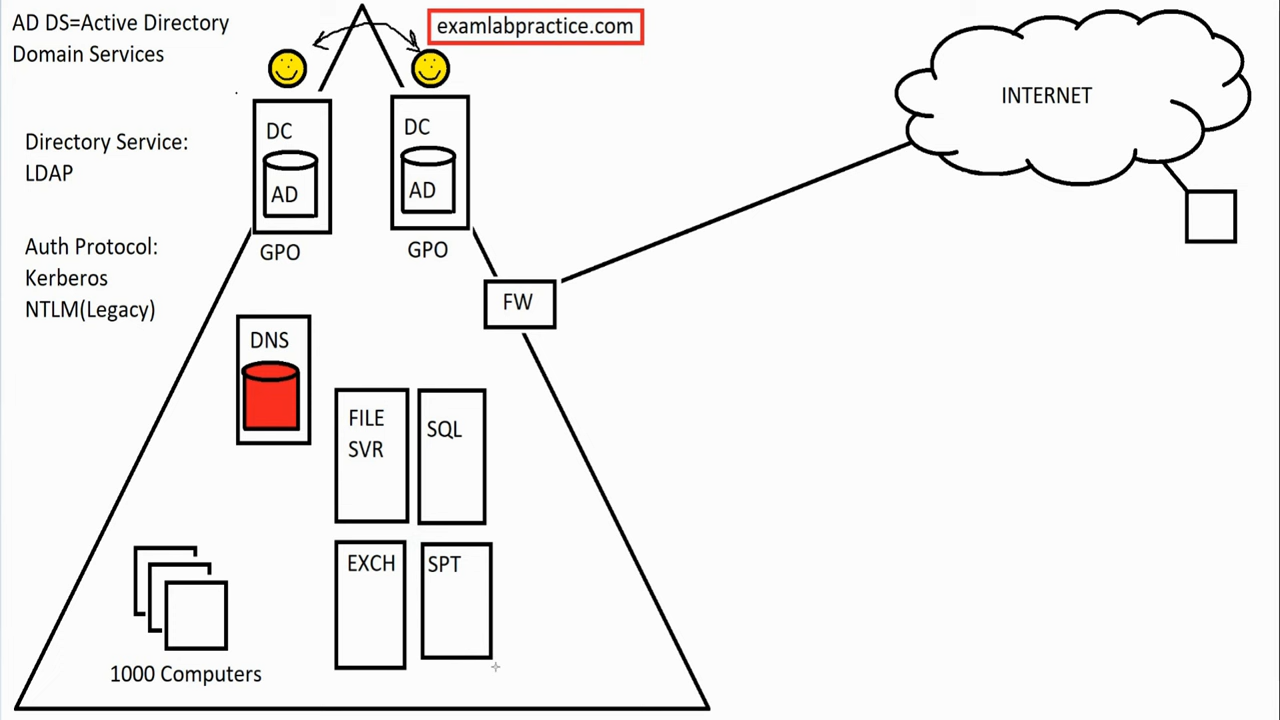 AD DS=Active Directory
Domain Services
examlabpractice.com
Directory Service:
LDAP
Auth Protocol:
Kerberos
NTLM(Legacy)
DC
AD
GPO
DC
AD
GPO
FW
INTERNET
DNS
FILE
SVR
SQL
EXCH
SPT
1000 Computers